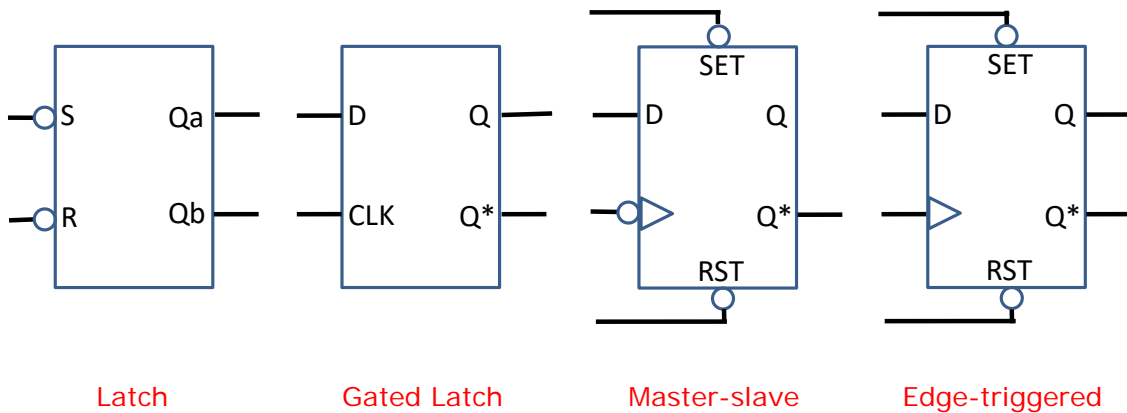 S
Qa
R
Qb
Latch
D
Q
CLK
Q*
Gated Latch
SET
D
Q
Q*
RST
Master-slave
SET
D
Q
Q*
RST
Edge-triggered